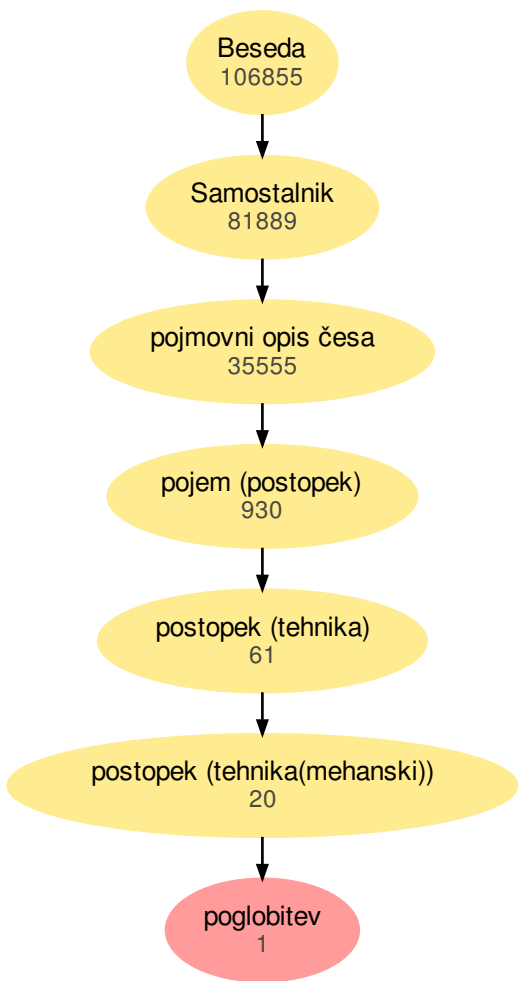 Beseda
106855
Samostalnik
81889
pojmovni opis česa
35555
pojem (postopek)
930
postopek (tehnika)
61
postopek (tehnika(mehanski))
20
poglobitev
1